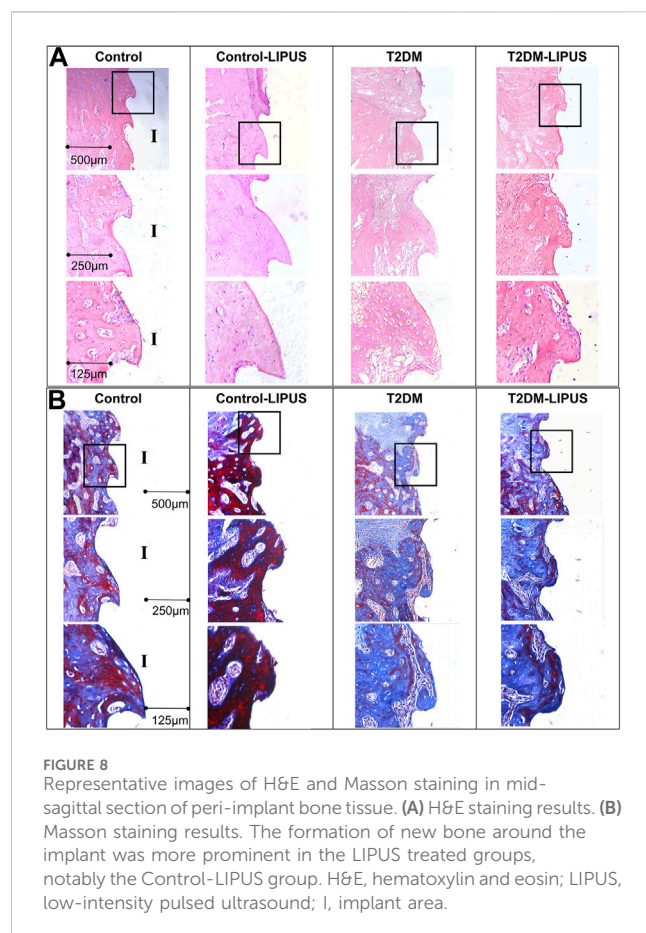 A
Control
Control-LIPUS
T2DM
T2DM-LIPUS
I
500µm
I
250µm
I
125µm
B
Control
Control-LIPUS
T2DM
T2DM-LIPUS
I
500µm
I
250µm
I
125µm
FIGURE 8
Representative images of H&E and Masson staining in mid-
sagittal section of peri-implant bone tissue. (A) H&E staining results. (B)
Masson staining results. The formation of new bone around the
implant was more prominent in the LIPUS treated groups,
notably the Control-LIPUS group. H&E, hematoxylin and eosin; LIPUS,
low-intensity pulsed ultrasound; I, implant area.